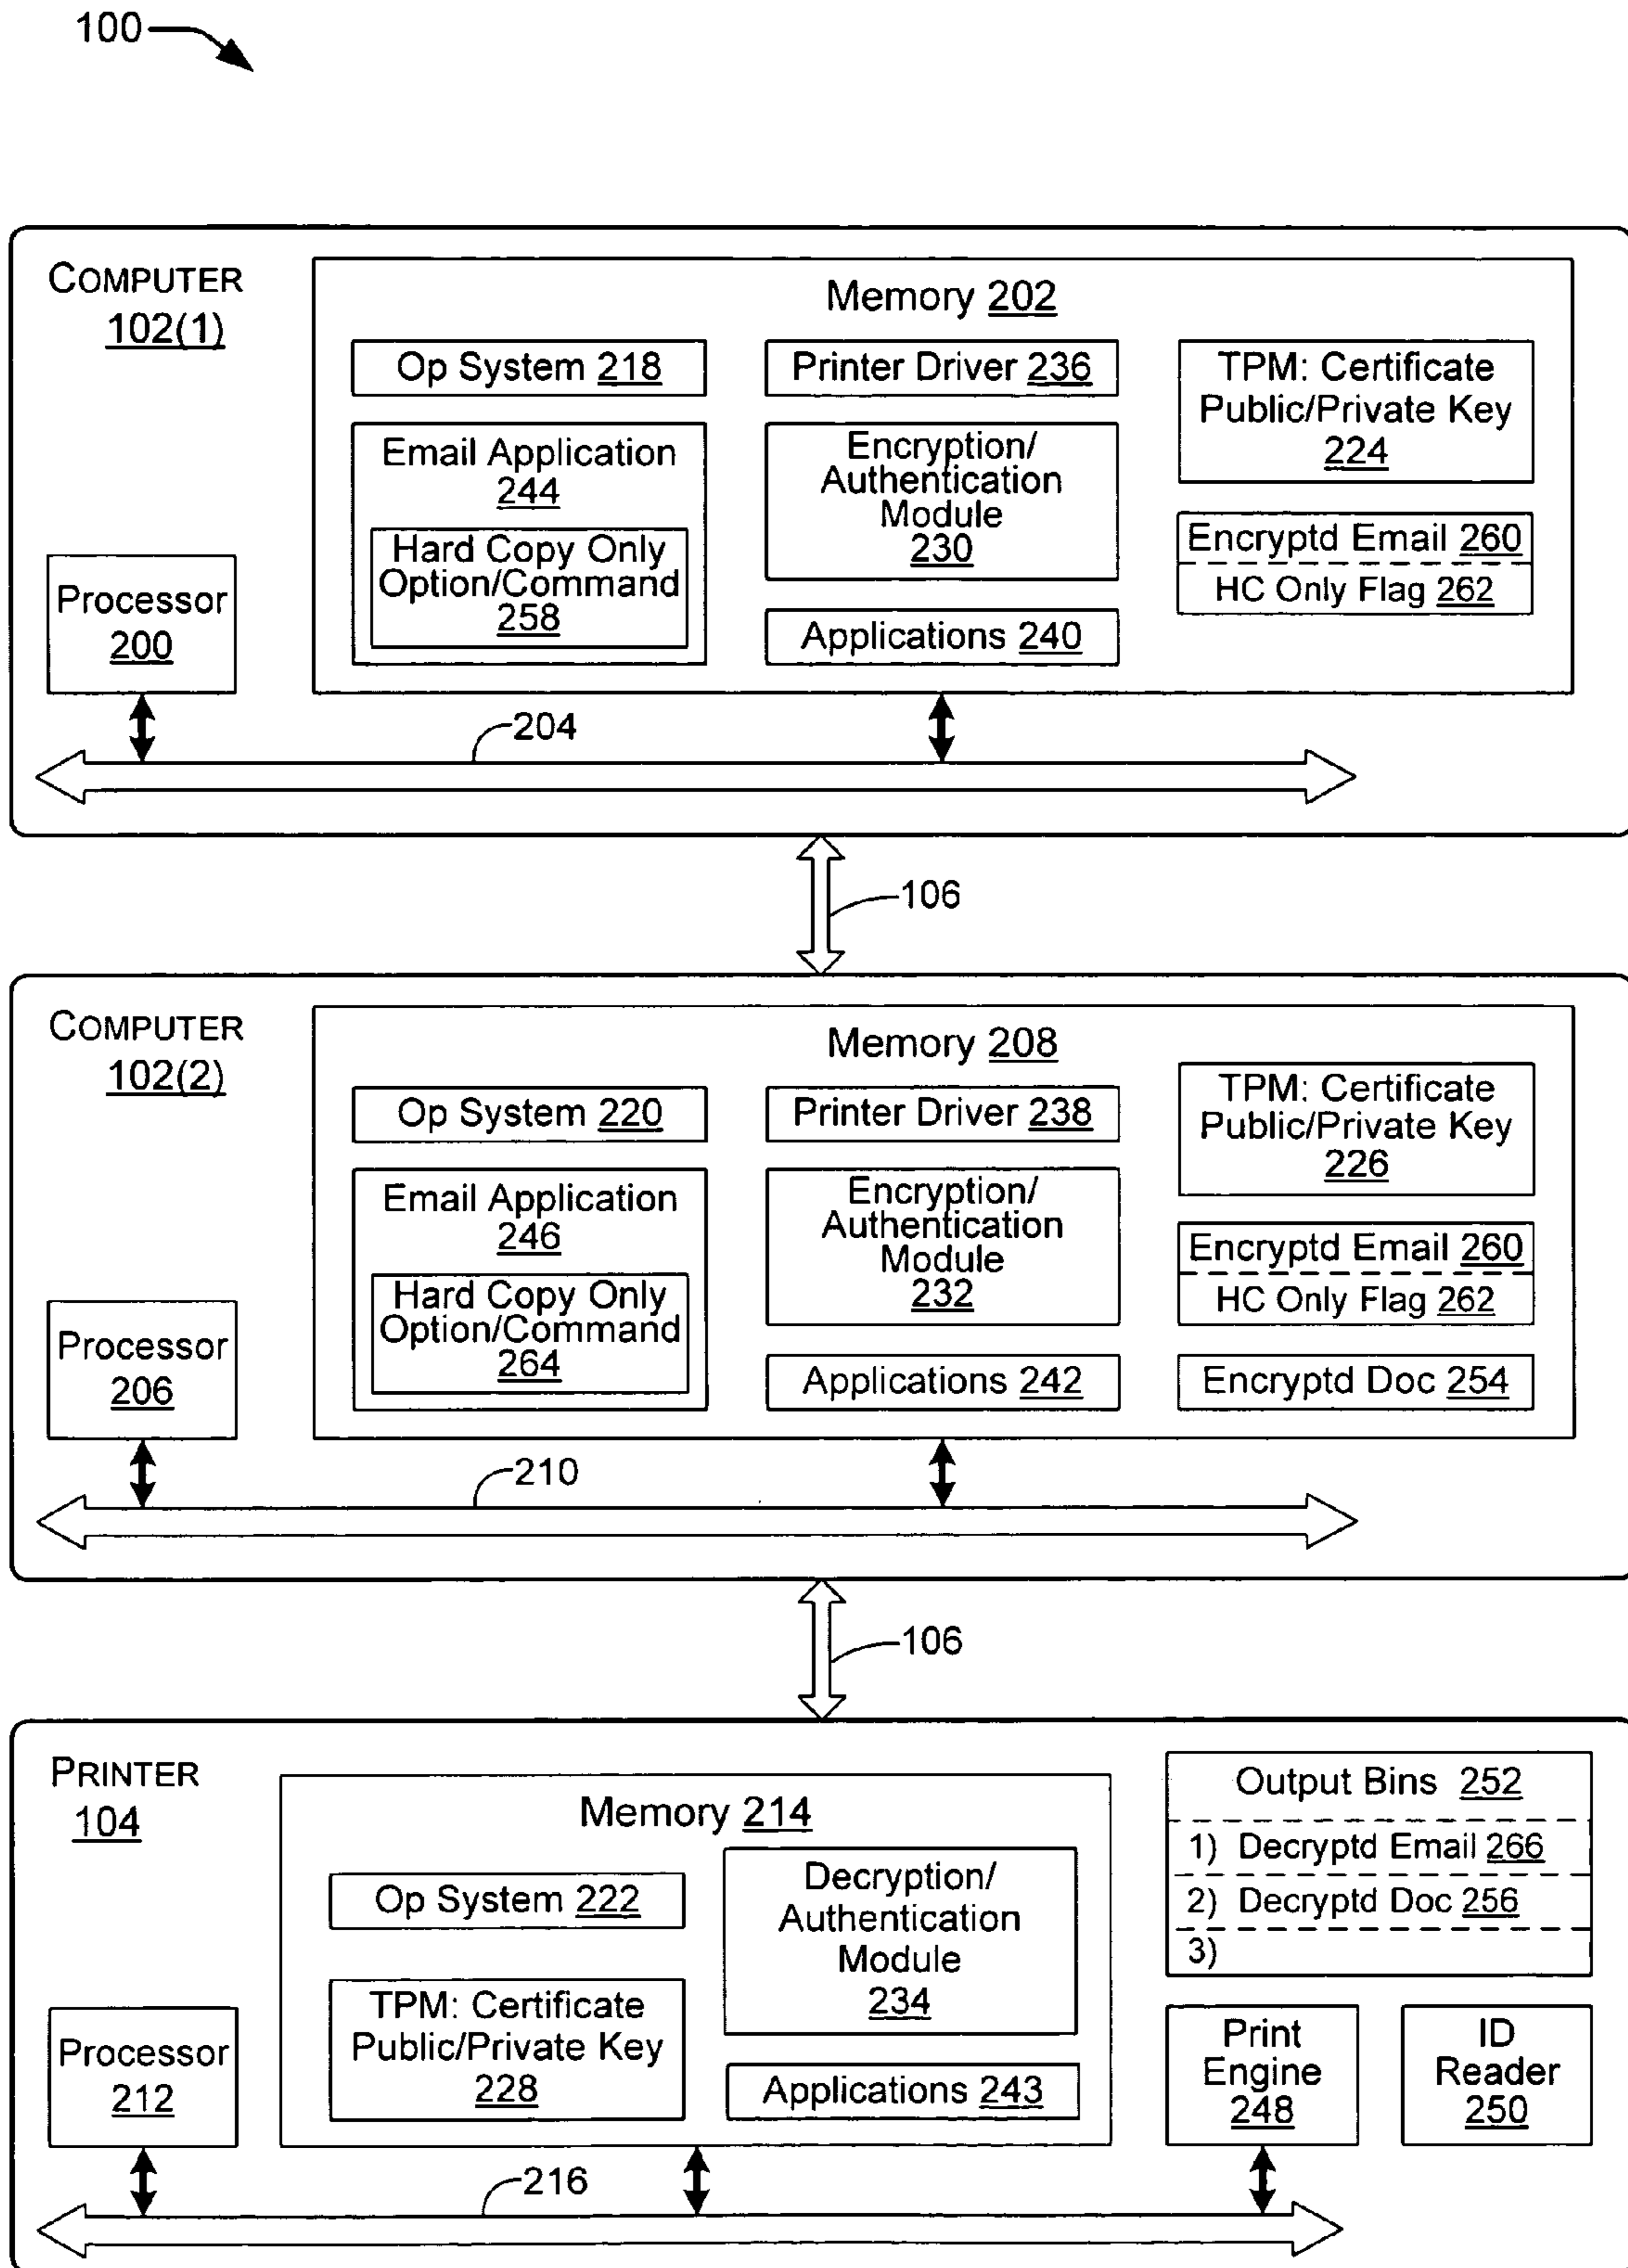 100
COMPUTER
102(1)
Memory 202
Op System 218
Printer Driver 236
TPM: Certificate
Public/Private Key
224
Email Application
244
Hard Copy Only
Option/Command
258
Encryption/
Authentication
Module
230
Encryptd Email 260
HC Only Flag 262
Applications 240
Processor
200
204
106
COMPUTER
102(2)
Memory 208
Op System 220
Printer Driver 238
TPM: Certificate
Public/Private Key
226
Email Application
246
Hard Copy Only
Option/Command
264
Encryption/
Authentication
Module
232
Encryptd Email 260
HC Only Flag 262
Applications 242
Encryptd Doc 254
Processor
206
210
106
PRINTER
104
Memory 214
Op System 222
Decryption/
Authentication
Module
234
TPM: Certificate
Public/Private Key
228
Applications 243
Output Bins 252
1) Decryptd Email 266
2) Decryptd Doc 256
3)
Processor
212
Print
Engine
248
ID
Reader
250
216